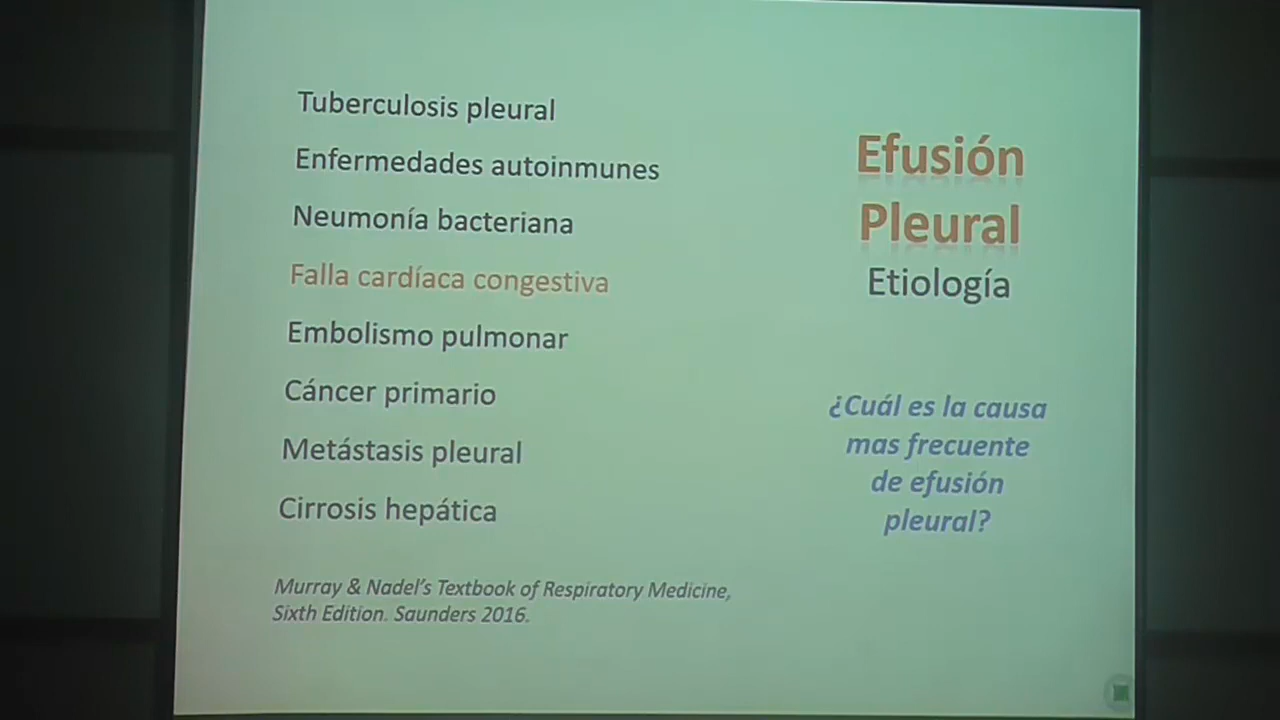 Tuberculosis pleural
Enfermedades autoinmunes
Neumonía bacteriana
Falla cardíaca congestiva
Embolismo pulmonar
Cáncer primario
Metástasis pleural
Cirrosis hepática
Murray & Nadel's Textbook of Respiratory Medicine,
Sixth Edition. Saunders 2016.
Efusión
Pleural
Etiología
¿Cuál es la causa
mas frecuente
de efusión
pleural?